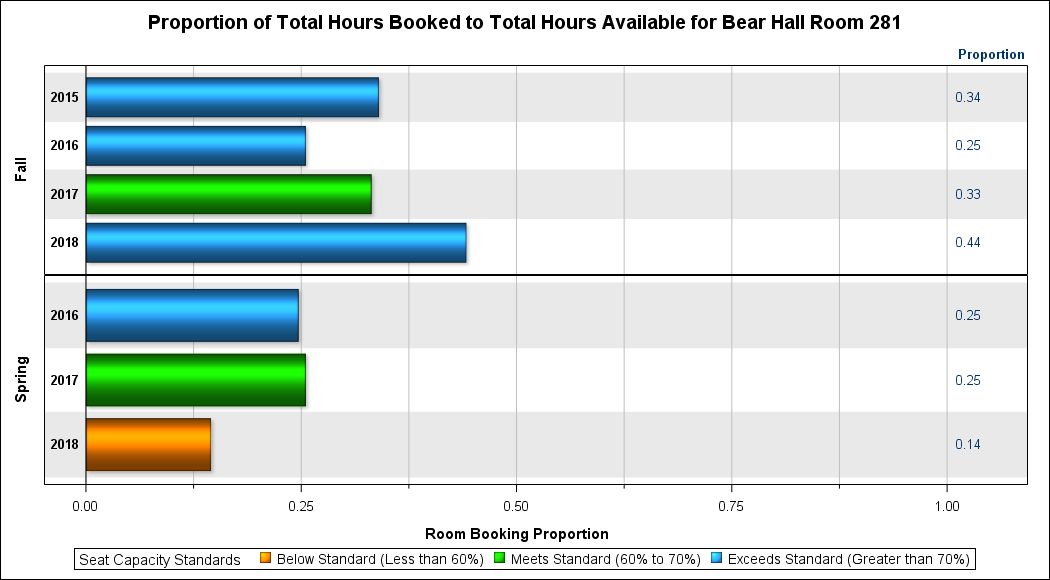 Proportion of Total Hours Booked to Total Hours Available for Bear Hall Room 281
Proportion
Fall
2015 0.34
2016 0.25
2017 0.33
2018 0.44
Spring
2016 0.25
2017 0.25
2018 0.14
0.00 0.25 0.50 0.75 1.00
Room Booking Proportion
Seat Capacity Standards Below Standard (Less than 60%) Meets Standard (60% to 70%) Exceeds Standard (Greater than 70%)